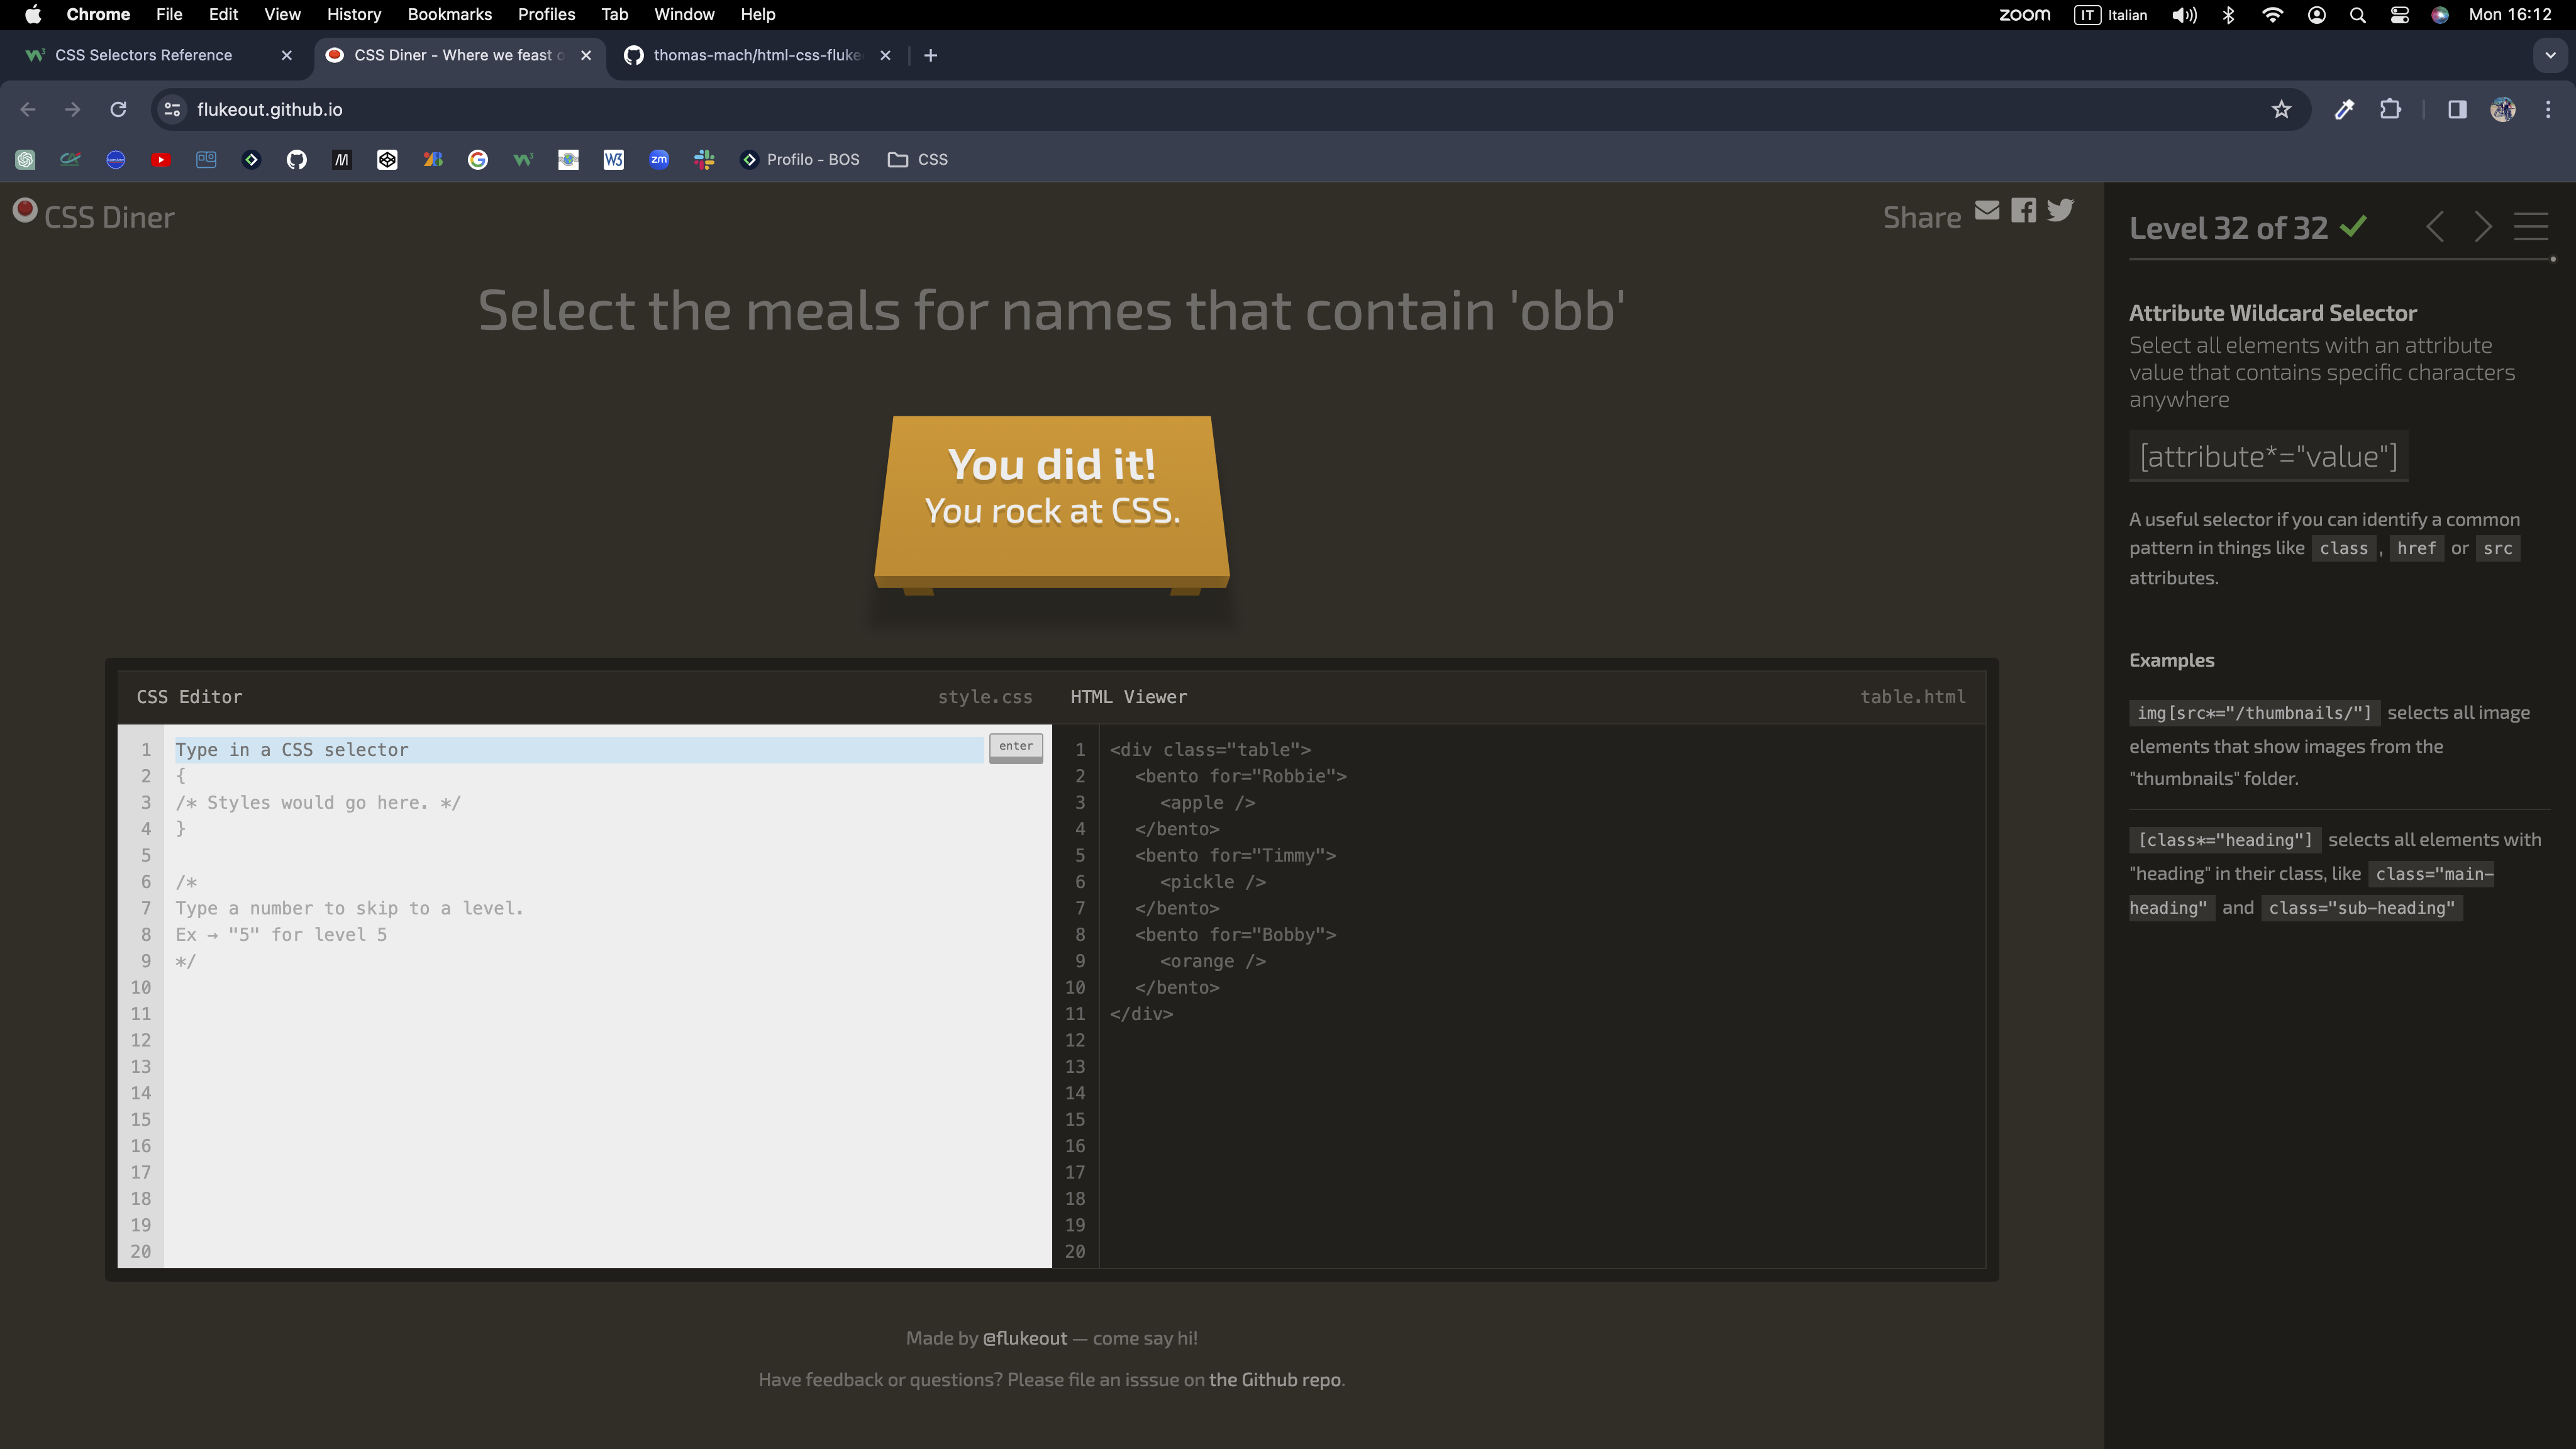 Chrome File Edit View History Bookmarks Profiles Tab Window Help
zoom IT Italian Mon 16:12
CSS Selectors Reference
CSS Diner - Where we feast o
thomas-mach/html-css-fluke
flukeout.github.io
Profilo - BOS
CSS
CSS Diner
Share
Select the meals for names that contain 'obb'
You did it!
You rock at CSS.
CSS Editor
style.css
1 Type in a CSS selector
enter
2 {
3 /* Styles would go here. */
4 }
5
6 /*
7 Type a number to skip to a level.
8 Ex → "5" for level 5
9 */
10
11
12
13
14
15
16
17
18
19
20
HTML Viewer
table.html
1 <div class="table">
2 <bento for="Robbie">
3 <apple />
4 </bento>
5 <bento for="Timmy">
6 <pickle />
7 </bento>
8 <bento for="Bobby">
9 <orange />
10 </bento>
11 </div>
12
13
14
15
16
17
18
19
20
Made by @flukeout — come say hi!
Have feedback or questions? Please file an isssue on the Github repo.
Level 32 of 32
Attribute Wildcard Selector
Select all elements with an attribute
value that contains specific characters
anywhere
[attribute*="value"]
A useful selector if you can identify a common
pattern in things like class , href or src
attributes.
Examples
img[src*="/thumbnails/"] selects all image
elements that show images from the
"thumbnails" folder.
[class*="heading"] selects all elements with
"heading" in their class, like class="main-
heading" and class="sub-heading"